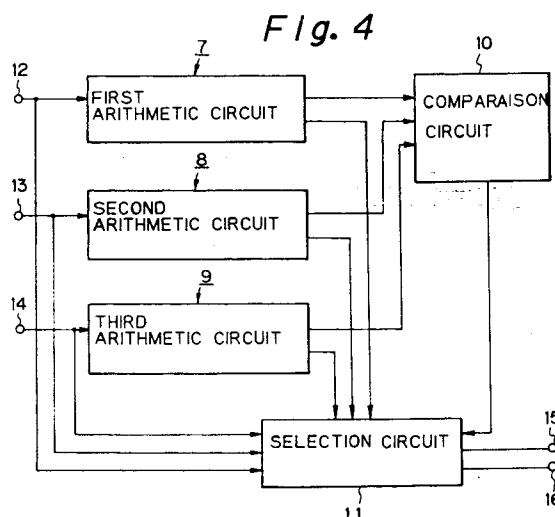 Fig. 4
7
10
12
FIRST
ARITHMETIC CIRCUIT
COMPARAISON
CIRCUIT
8
13
SECOND
ARITHMETIC CIRCUIT
9
14
THIRD
ARITHMETIC CIRCUIT
15
SELECTION CIRCUIT
16
11